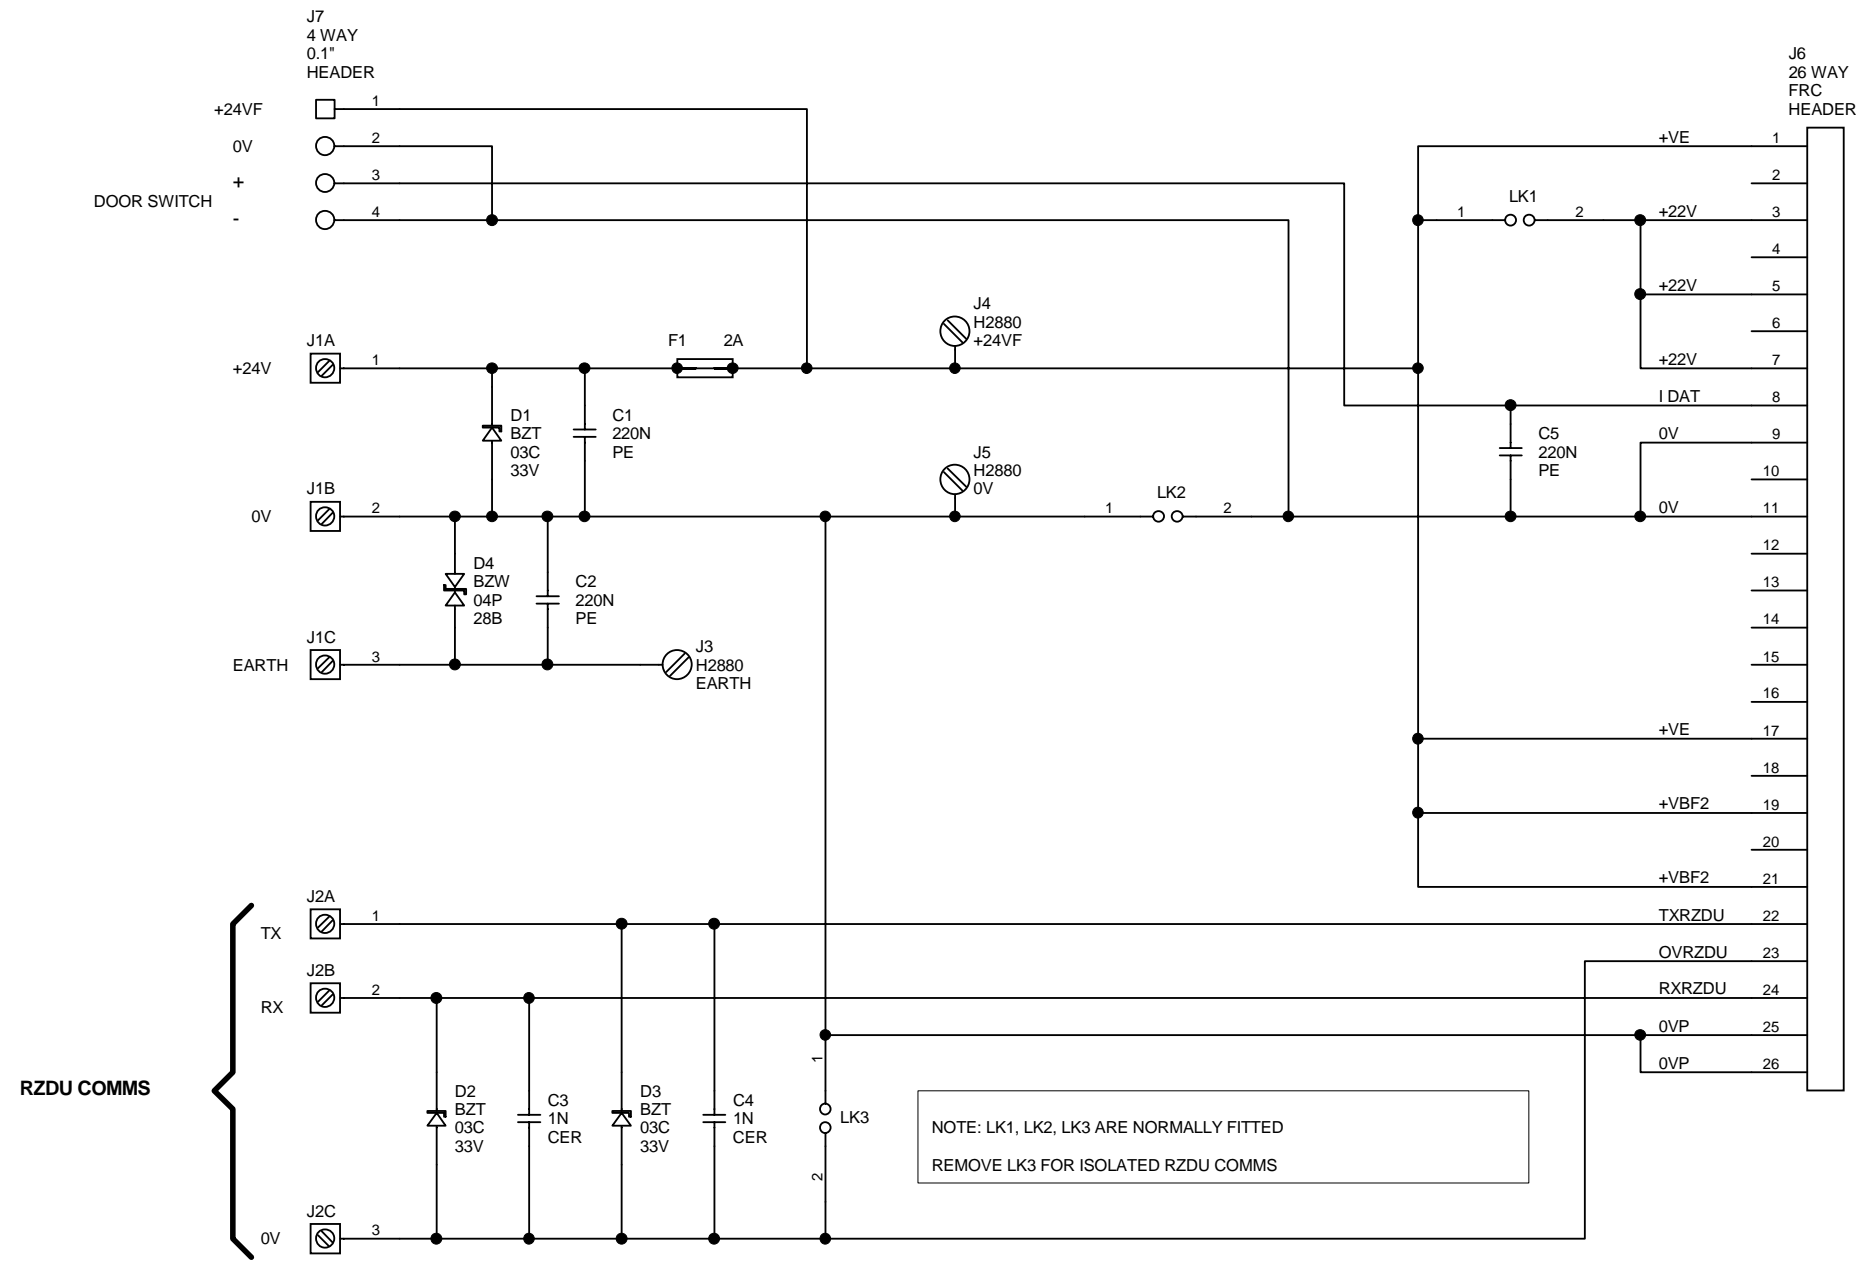 J7
4 WAY
0.1"
HEADER
J6
26 WAY
FRC
HEADER
+24VF 1
0V 2
+ 3
DOOR SWITCH
- 4
+VE 1
2
LK1
1 2 +22V 3
4
+22V 5
6
+22V 7
I DAT 8
0V 9
10
0V 11
12
13
14
15
16
+VE 17
18
+VBF2 19
20
+VBF2 21
TXRZDU 22
OVRZDU 23
RXRZDU 24
0VP 25
0VP 26
J4
H2880
+24VF
J1A
+24V 1
F1 2A
D1
BZT
03C
33V
C1
220N
PE
C5
220N
PE
J5
H2880
0V
J1B
0V 2
LK2
1 2
D4
BZW
04P
28B
C2
220N
PE
J1C
EARTH 3
J3
H2880
EARTH
J2A
TX 1
J2B
RX 2
RZDU COMMS
D2
BZT
03C
33V
C3
1N
CER
D3
BZT
03C
33V
C4
1N
CER
1
LK3
2
NOTE: LK1, LK2, LK3 ARE NORMALLY FITTED
REMOVE LK3 FOR ISOLATED RZDU COMMS
J2C
0V 3